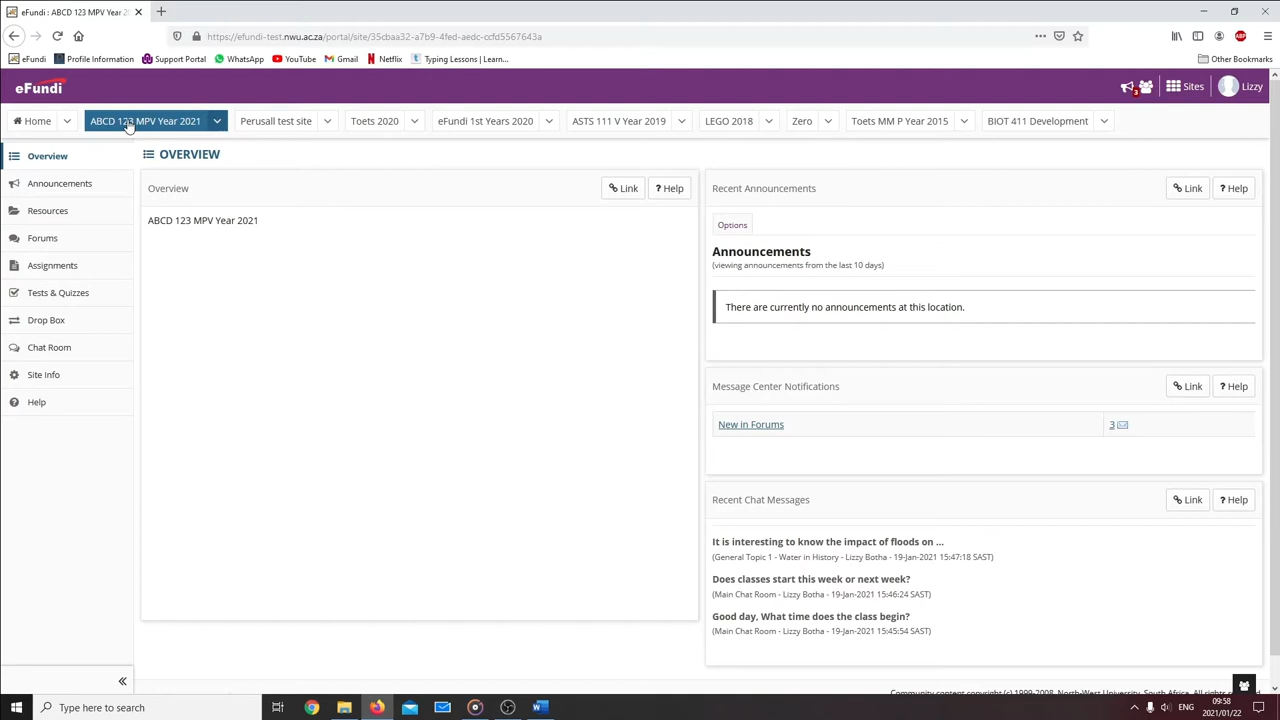 eFundi : ABCD 123 MPV Year 2
https://efundi-test.nwu.ac.za/portal/site/35cbaa32-a7b9-4fed-aedc-ccfd5567643a
eFundi Profile Information Support Portal WhatsApp YouTube Gmail Netflix Typing Lessons | Learn... Other Bookmarks
eFundi 3 Sites Lizzy
Home ABCD 123 MPV Year 2021 Perusall test site Toets 2020 eFundi 1st Years 2020 ASTS 111 V Year 2019 LEGO 2018 Zero Toets MM P Year 2015 BIOT 411 Development
Overview
Announcements
Resources
Forums
Assignments
Tests & Quizzes
Drop Box
Chat Room
Site Info
Help
OVERVIEW
Overview Link ? Help
ABCD 123 MPV Year 2021
Recent Announcements Link ? Help
Options
Announcements
(viewing announcements from the last 10 days)
There are currently no announcements at this location.
Message Center Notifications Link ? Help
New in Forums 3
Recent Chat Messages Link ? Help
It is interesting to know the impact of floods on ...
(General Topic 1 - Water in History - Lizzy Botha - 19-Jan-2021 15:47:18 SAST)
Does classes start this week or next week?
(Main Chat Room - Lizzy Botha - 19-Jan-2021 15:46:24 SAST)
Good day, What time does the class begin?
(Main Chat Room - Lizzy Botha - 19-Jan-2021 15:45:54 SAST)
Community content copyright (c) 1999-2008, North-West University, South Africa. All rights
Type here to search ENG 09:58
2021/01/22